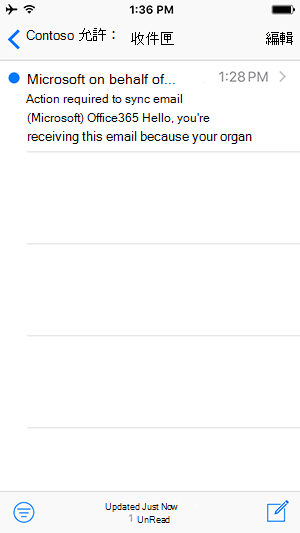 1:36 PM
Contoso 允許： 收件匣 編輯
Microsoft on behalf of... 1:28 PM
Action required to sync email
(Microsoft) Office365 Hello, you're
receiving this email because your organ
Updated Just Now
1 UnRead